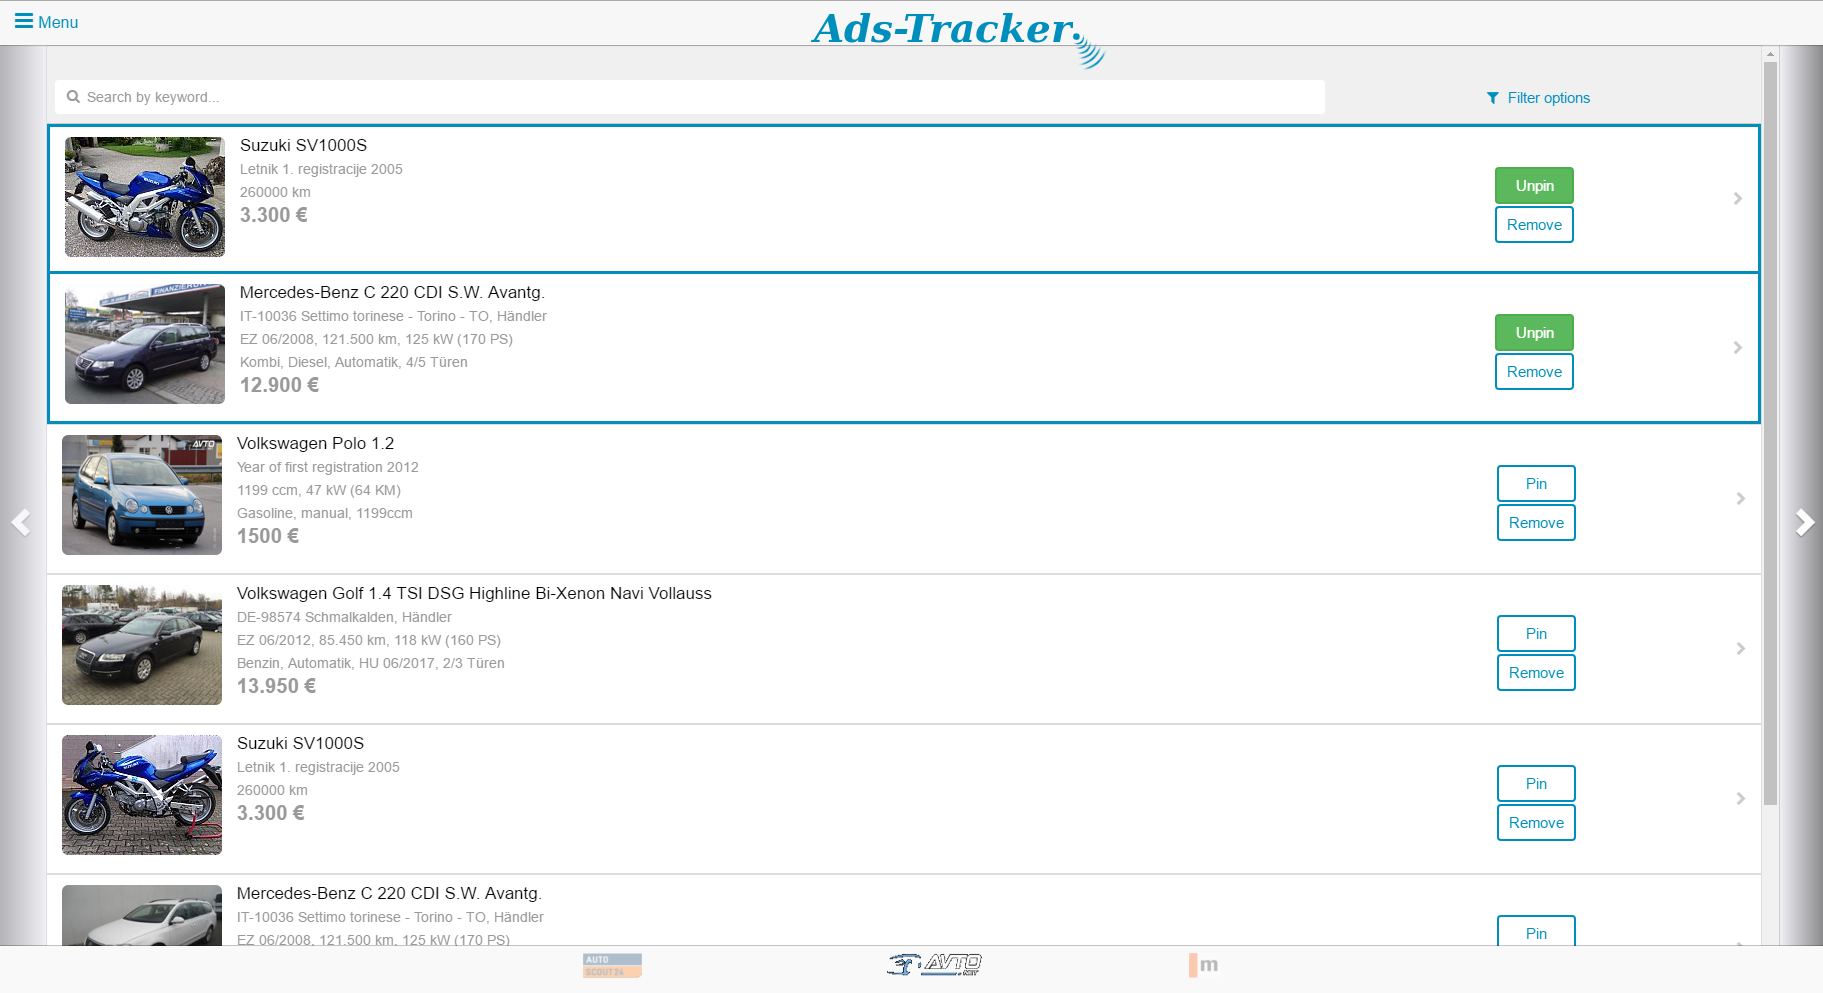 Menu
Ads-Tracker.
Search by keyword...
Filter options
Suzuki SV1000S
Letnik 1. registracije 2005
260000 km
3.300 €
Unpin
Remove
Mercedes-Benz C 220 CDI S.W. Avantg.
IT-10036 Settimo torinese - Torino - TO, Händler
EZ 06/2008, 121.500 km, 125 kW (170 PS)
Kombi, Diesel, Automatik, 4/5 Türen
12.900 €
Unpin
Remove
AVTO
Volkswagen Polo 1.2
Year of first registration 2012
1199 ccm, 47 kW (64 KM)
Gasoline, manual, 1199ccm
1500 €
Pin
Remove
Volkswagen Golf 1.4 TSI DSG Highline Bi-Xenon Navi Vollauss
DE-98574 Schmalkalden, Händler
EZ 06/2012, 85.450 km, 118 kW (160 PS)
Benzin, Automatik, HU 06/2017, 2/3 Türen
13.950 €
Pin
Remove
Suzuki SV1000S
Letnik 1. registracije 2005
260000 km
3.300 €
Pin
Remove
Mercedes-Benz C 220 CDI S.W. Avantg.
IT-10036 Settimo torinese - Torino - TO, Händler
EZ 06/2008, 121.500 km, 125 kW (170 PS)
Pin
AUTO
SCOUT24
AVTO
NET
m